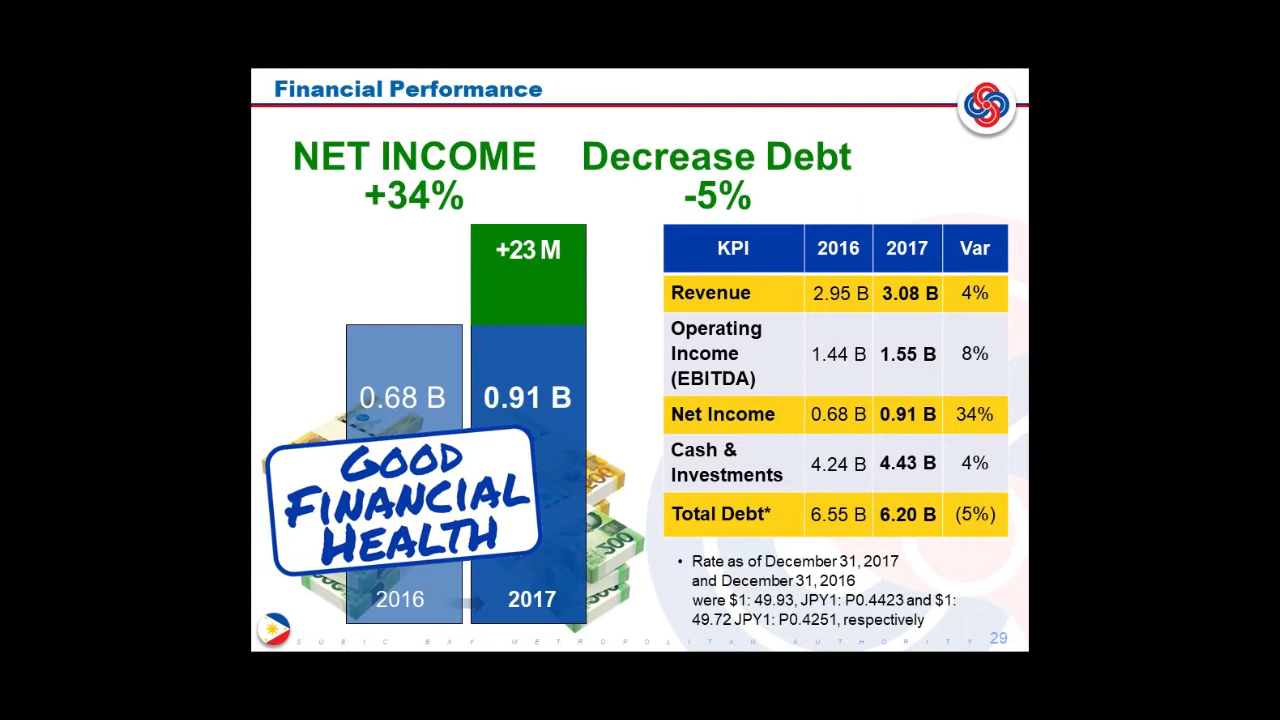 Financial Performance
NET INCOME
+34%
Decrease Debt
-5%
+23 M
0.68 B
0.91 B
GOOD
FINANCIAL
HEALTH
2016
2017
KPI 2016 2017 Var
Revenue 2.95 B 3.08 B 4%
Operating
Income
(EBITDA) 1.44 B 1.55 B 8%
Net Income 0.68 B 0.91 B 34%
Cash &
Investments 4.24 B 4.43 B 4%
Total Debt* 6.55 B 6.20 B (5%)
• Rate as of December 31, 2017
and December 31, 2016
were $1: 49.93, JPY1: P0.4423 and $1:
49.72 JPY1: P0.4251, respectively
SUBIC BAY METROPOLITAN AUTHORITY
29